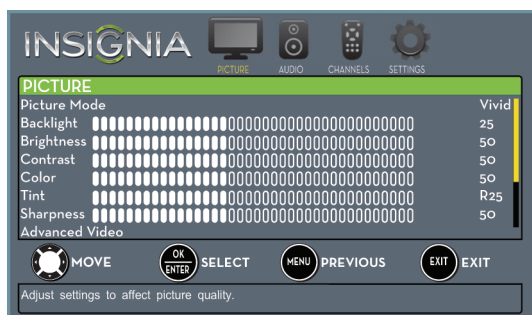 INSIGNIA
PICTURE AUDIO CHANNELS SETTINGS
PICTURE
Picture Mode Vivid
Backlight 25
Brightness 50
Contrast 50
Color 50
Tint R25
Sharpness 50
Advanced Video
MOVE OK ENTER SELECT MENU PREVIOUS EXIT EXIT
Adjust settings to affect picture quality.